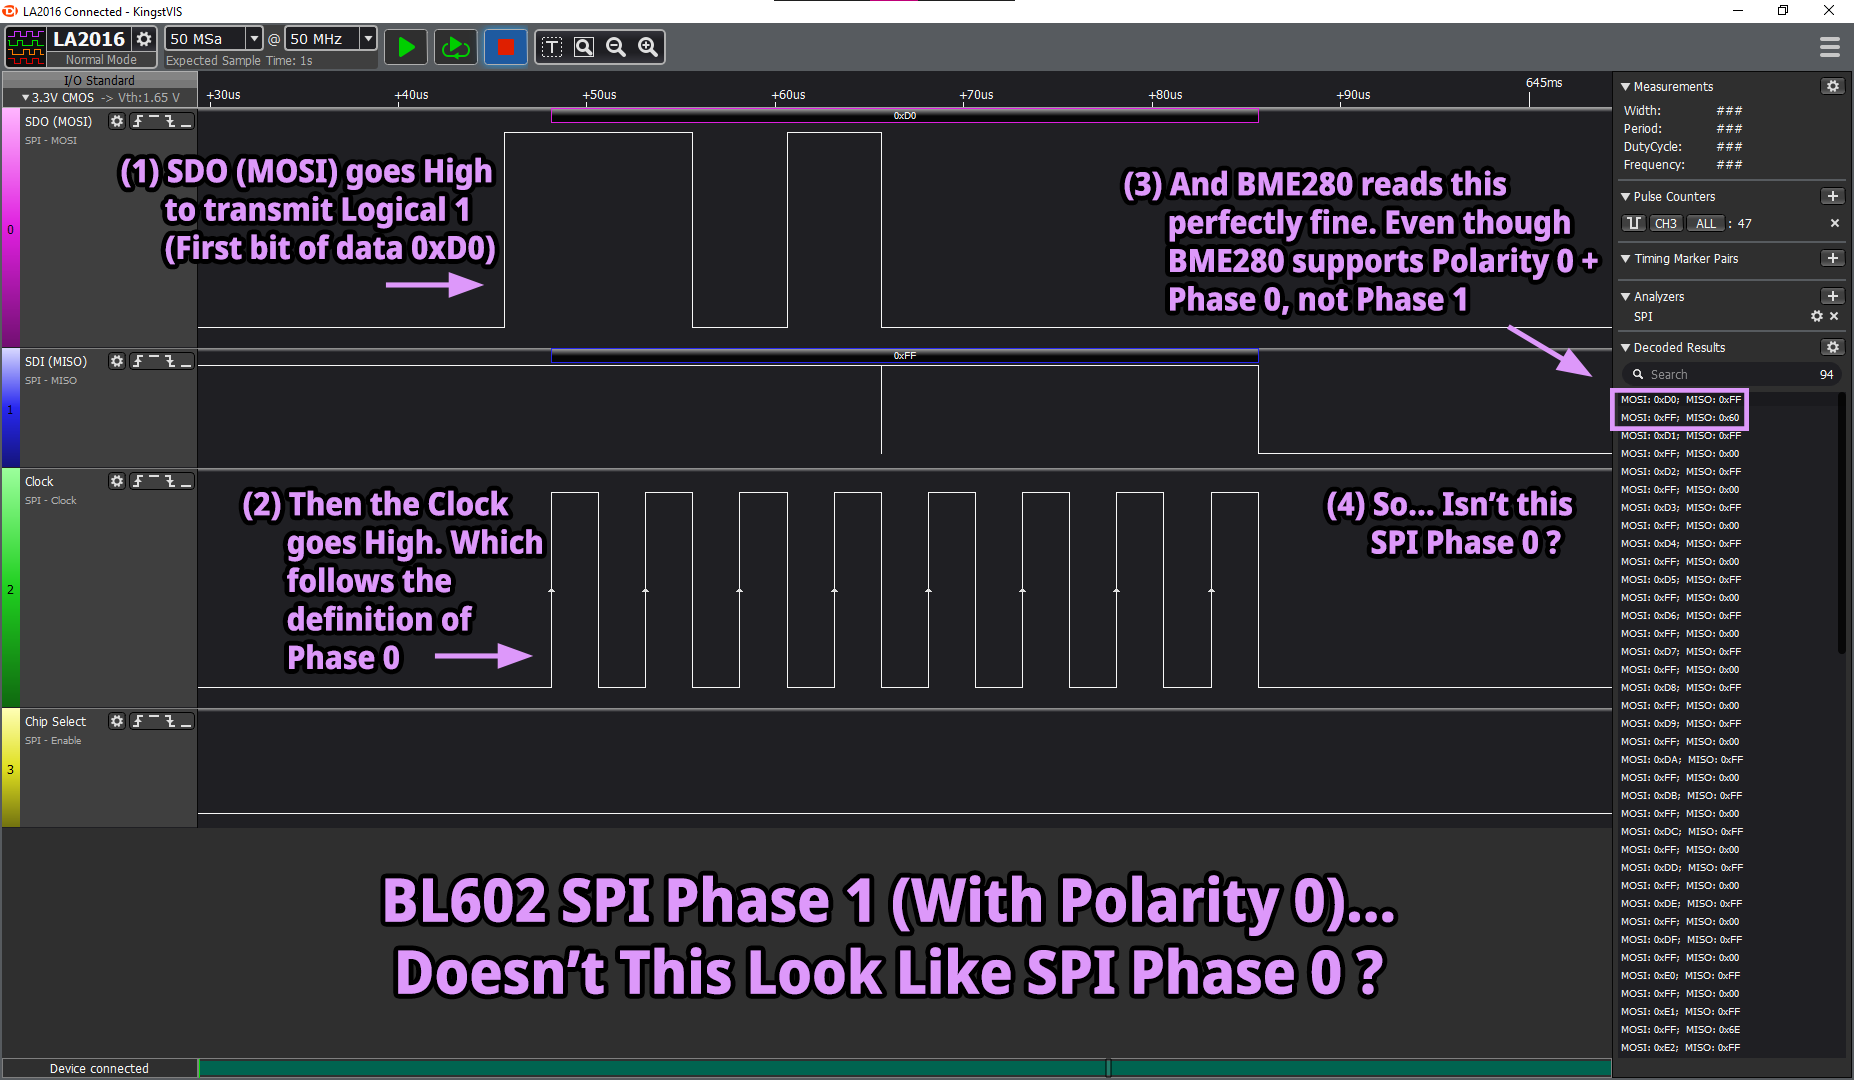 LA2016 Connected - KingstVIS
LA2016
Normal Mode
50 MSa
@
50 MHz
Expected Sample Time: 1s
T
I/O Standard
3.3V CMOS -> Vth:1.65 V
+30us
+40us
+50us
+60us
+70us
+80us
+90us
645ms
0
SDO (MOSI)
SPI - MOSI
0xD0
(1) SDO (MOSI) goes High
to transmit Logical 1
(First bit of data 0xD0)
(3) And BME280 reads this
perfectly fine. Even though
BME280 supports Polarity 0 +
Phase 0, not Phase 1
1
SDI (MISO)
SPI - MISO
0xFF
2
Clock
SPI - Clock
(2) Then the Clock
goes High. Which
follows the
definition of
Phase 0
(4) So... Isn't this
SPI Phase 0 ?
3
Chip Select
SPI - Enable
BL602 SPI Phase 1 (With Polarity 0)...
Doesn't This Look Like SPI Phase 0 ?
Device connected
Measurements
Width: ###
Period: ###
DutyCycle: ###
Frequency: ###
Pulse Counters
CH3 ALL : 47
Timing Marker Pairs
Analyzers
SPI
Decoded Results
Search 94
MOSI: 0xD0; MISO: 0xFF
MOSI: 0xFF; MISO: 0x60
MOSI: 0xD1; MISO: 0xFF
MOSI: 0xFF; MISO: 0x00
MOSI: 0xD2; MISO: 0xFF
MOSI: 0xFF; MISO: 0x00
MOSI: 0xD3; MISO: 0xFF
MOSI: 0xFF; MISO: 0x00
MOSI: 0xD4; MISO: 0xFF
MOSI: 0xFF; MISO: 0x00
MOSI: 0xD5; MISO: 0xFF
MOSI: 0xFF; MISO: 0x00
MOSI: 0xD6; MISO: 0xFF
MOSI: 0xFF; MISO: 0x00
MOSI: 0xD7; MISO: 0xFF
MOSI: 0xFF; MISO: 0x00
MOSI: 0xD8; MISO: 0xFF
MOSI: 0xFF; MISO: 0x00
MOSI: 0xD9; MISO: 0xFF
MOSI: 0xFF; MISO: 0x00
MOSI: 0xDA; MISO: 0xFF
MOSI: 0xFF; MISO: 0x00
MOSI: 0xDB; MISO: 0xFF
MOSI: 0xFF; MISO: 0x00
MOSI: 0xDC; MISO: 0xFF
MOSI: 0xFF; MISO: 0x00
MOSI: 0xDD; MISO: 0xFF
MOSI: 0xFF; MISO: 0x00
MOSI: 0xDE; MISO: 0xFF
MOSI: 0xFF; MISO: 0x00
MOSI: 0xDF; MISO: 0xFF
MOSI: 0xFF; MISO: 0x00
MOSI: 0xE0; MISO: 0xFF
MOSI: 0xFF; MISO: 0x00
MOSI: 0xE1; MISO: 0xFF
MOSI: 0xFF; MISO: 0x6E
MOSI: 0xE2; MISO: 0xFF